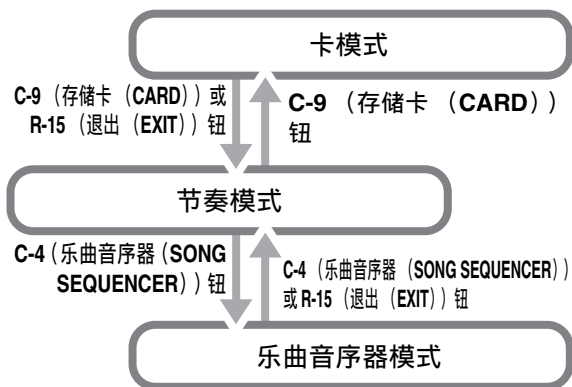 卡模式
C-9 （存储卡 （CARD））或
R-15 （退出 （EXIT））钮
C-9 （存储卡 （CARD））
钮
节奏模式
C-4（乐曲音序器（SONG
SEQUENCER））钮
C-4 （乐曲音序器 （SONG SEQUENCER））
或 R-15 （退出 （EXIT））钮
乐曲音序器模式